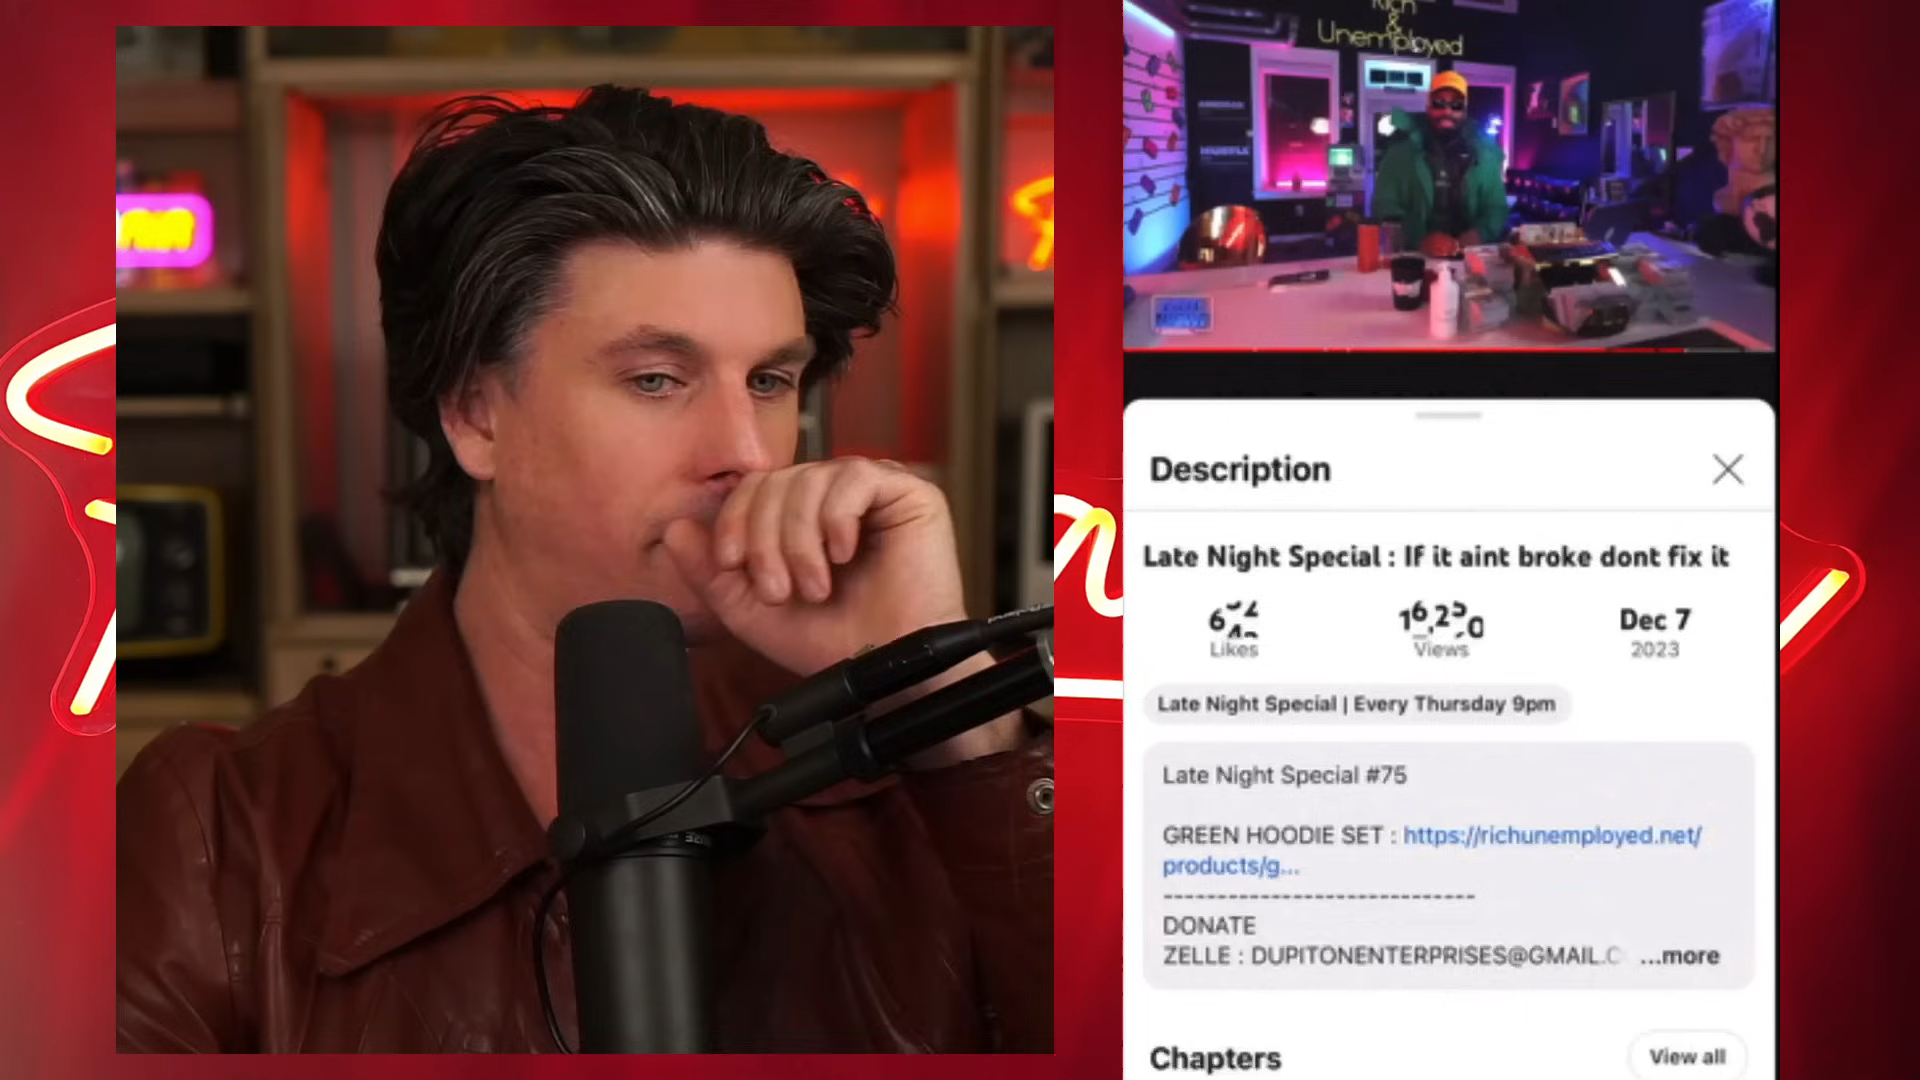 Rich
&
Unemployed
Description
Late Night Special : If it aint broke dont fix it
Likes
Views
Dec 7
2023
Late Night Special | Every Thursday 9pm
Late Night Special #75
GREEN HOODIE SET : https://richunemployed.net/
products/g...
----------------------------
DONATE
ZELLE : DUPITONENTERPRISES@GMAIL.C ...more
Chapters
View all